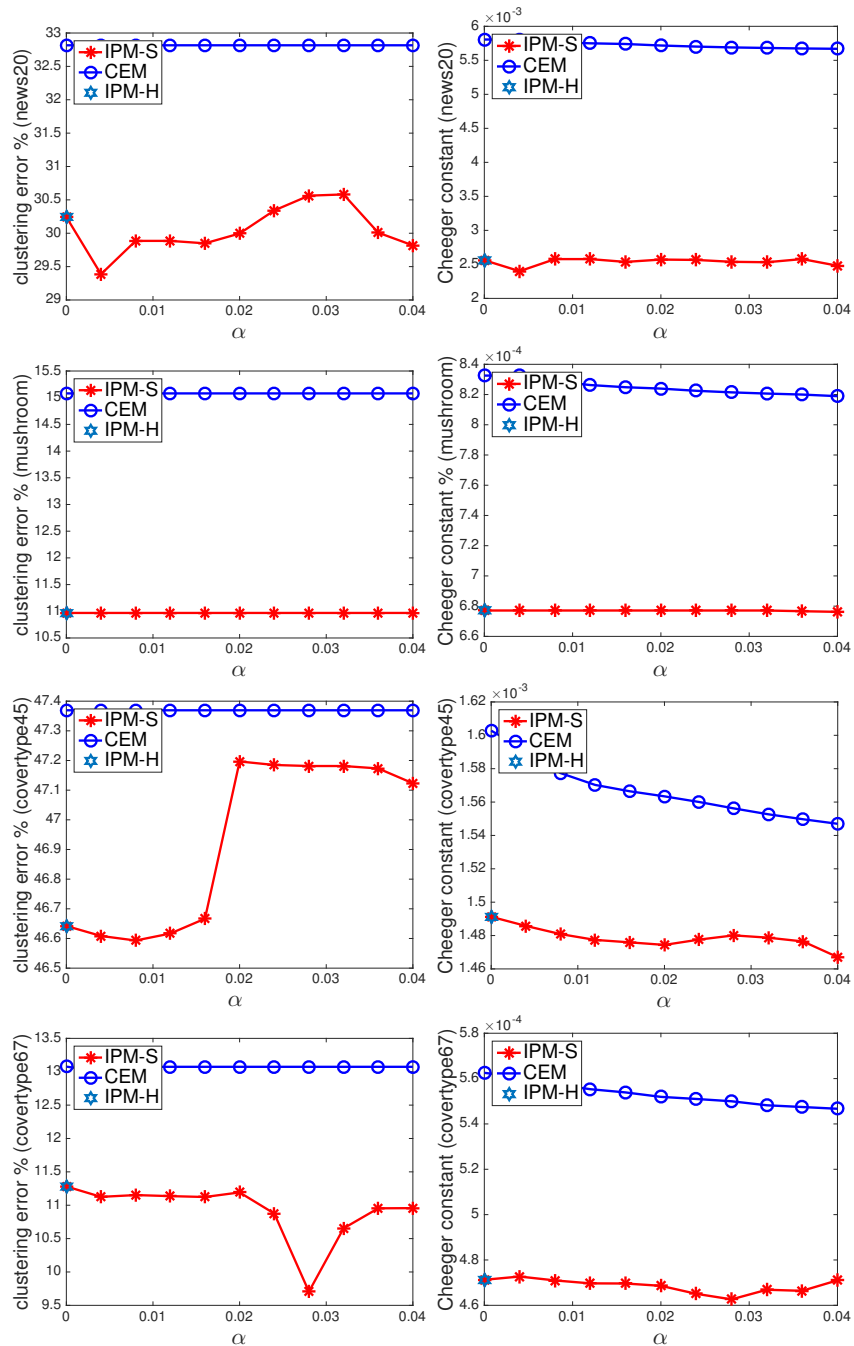 33
32.5
32
31.5
31
30.5
30
29.5
29
clustering error % (news20)
IPM-S
CEM
IPM-H
0 0.01 0.02 0.03 0.04
α
×10⁻³
6
5.5
5
4.5
4
3.5
3
2.5
2
Cheeger constant (news20)
IPM-S
CEM
IPM-H
0 0.01 0.02 0.03 0.04
α
15.5
15
14.5
14
13.5
13
12.5
12
11.5
11
10.5
clustering error % (mushroom)
IPM-S
CEM
IPM-H
0 0.01 0.02 0.03 0.04
α
×10⁻⁴
8.4
8.2
8
7.8
7.6
7.4
7.2
7
6.8
6.6
Cheeger constant % (mushroom)
IPM-S
CEM
IPM-H
0 0.01 0.02 0.03 0.04
α
47.4
47.3
47.2
47.1
47
46.9
46.8
46.7
46.6
46.5
clustering error % (covertype45)
IPM-S
CEM
IPM-H
0 0.01 0.02 0.03 0.04
α
×10⁻³
1.62
1.6
1.58
1.56
1.54
1.52
1.5
1.48
1.46
Cheeger constant (covertype45)
IPM-S
CEM
IPM-H
0 0.01 0.02 0.03 0.04
α
13.5
13
12.5
12
11.5
11
10.5
10
9.5
clustering error % (covertype67)
IPM-S
CEM
IPM-H
0 0.01 0.02 0.03 0.04
α
×10⁻⁴
5.8
5.6
5.4
5.2
5
4.8
4.6
Cheeger constant (covertype67)
IPM-S
CEM
IPM-H
0 0.01 0.02 0.03 0.04
α